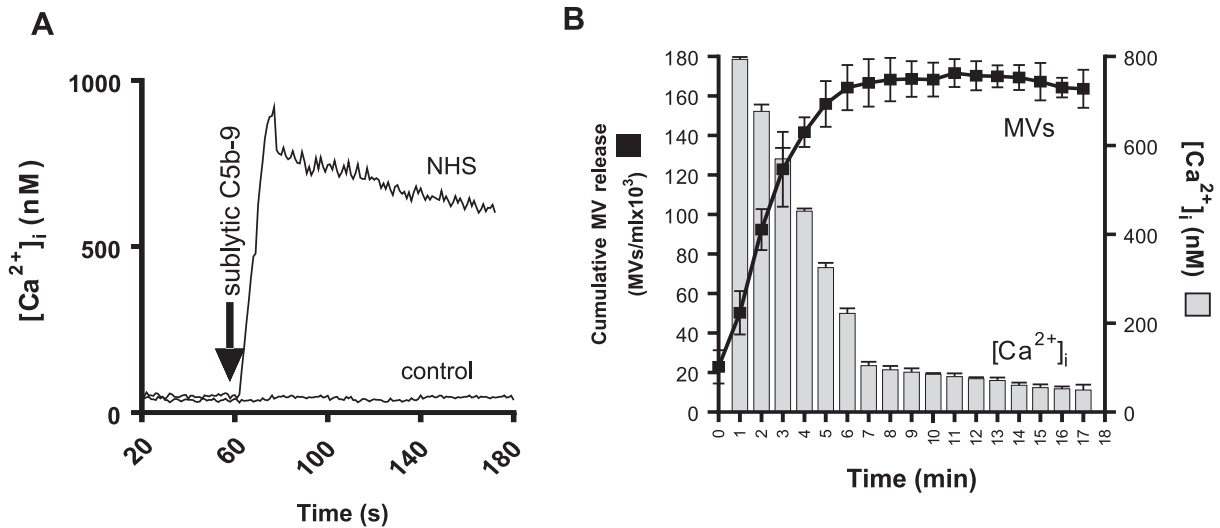 A
[Ca²⁺]i (nM)
1000
500
0
sublytic C5b-9
NHS
control
20
60
100
140
180
Time (s)
B
Cumulative MV release
(MVs/mlx10³)
180
160
140
120
100
80
60
40
20
0
MVs
[Ca²⁺]i
800
600
400
200
0
[Ca²⁺]i
(nM)
0 1 2 3 4 5 6 7 8 9 10 11 12 13 14 15 16 17 18
Time (min)